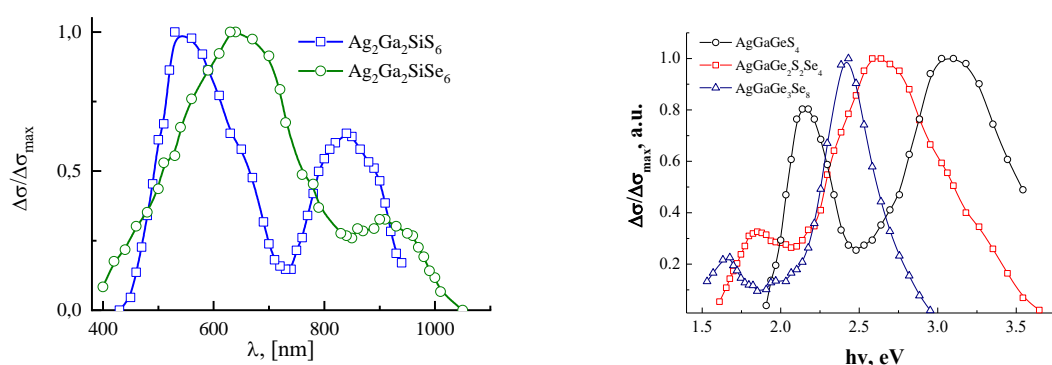 1,0
0,5
0,0
Δσ/Δσmax
400 600 800 1000
λ, [nm]
Ag₂Ga₂SiS₆
Ag₂Ga₂SiSe₆
1.0
0.8
0.6
0.4
0.2
Δσ/Δσmax, a.u.
1.5 2.0 2.5 3.0 3.5
hν, eV
AgGaGeS₄
AgGaGe₂S₂Se₄
AgGaGe₃Se₈